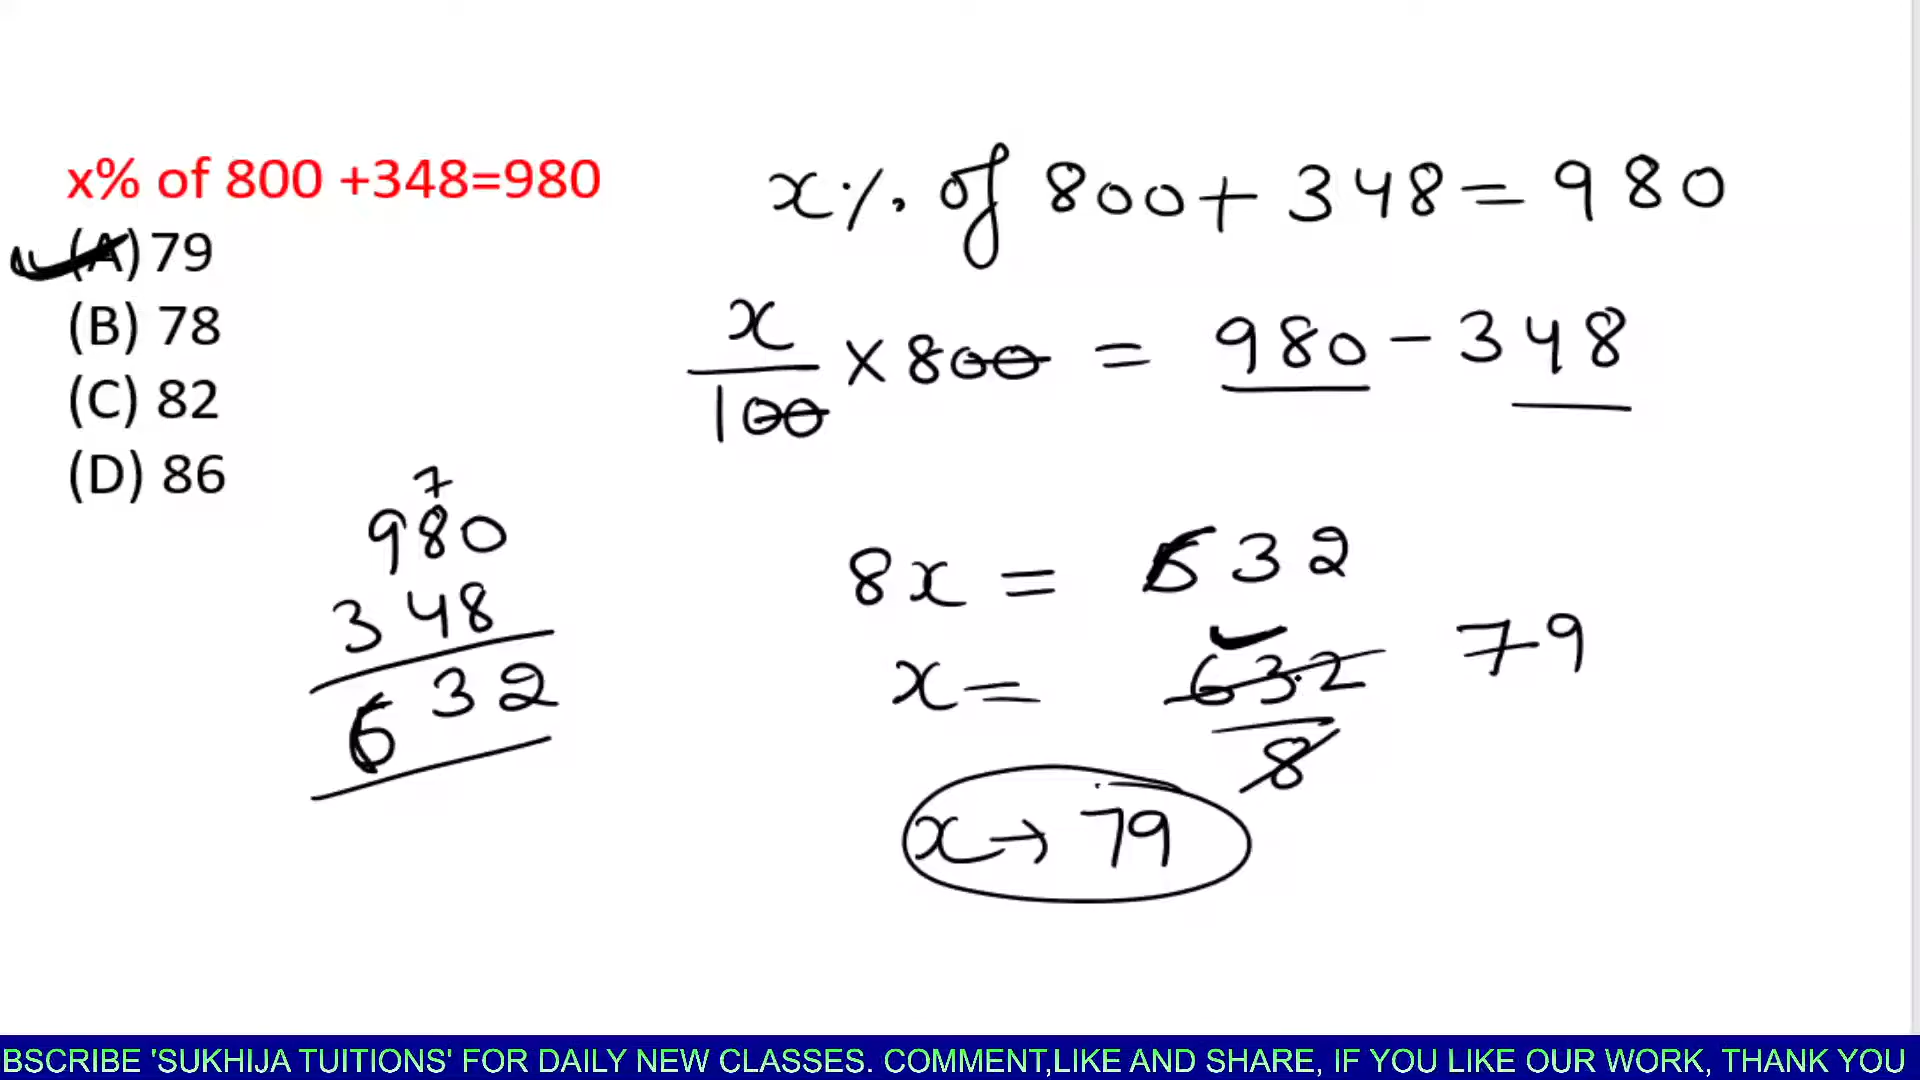 x% of 800 +348=980
(A) 79
(B) 78
(C) 82
(D) 86
7
980
348
632
x% of 800 + 348 = 980
x/100 × 800 = 980 - 348
8x = 632
x = 632/8 79
x → 79
BSCRIBE 'SUKHIJA TUITIONS' FOR DAILY NEW CLASSES. COMMENT,LIKE AND SHARE, IF YOU LIKE OUR WORK, THANK YOU